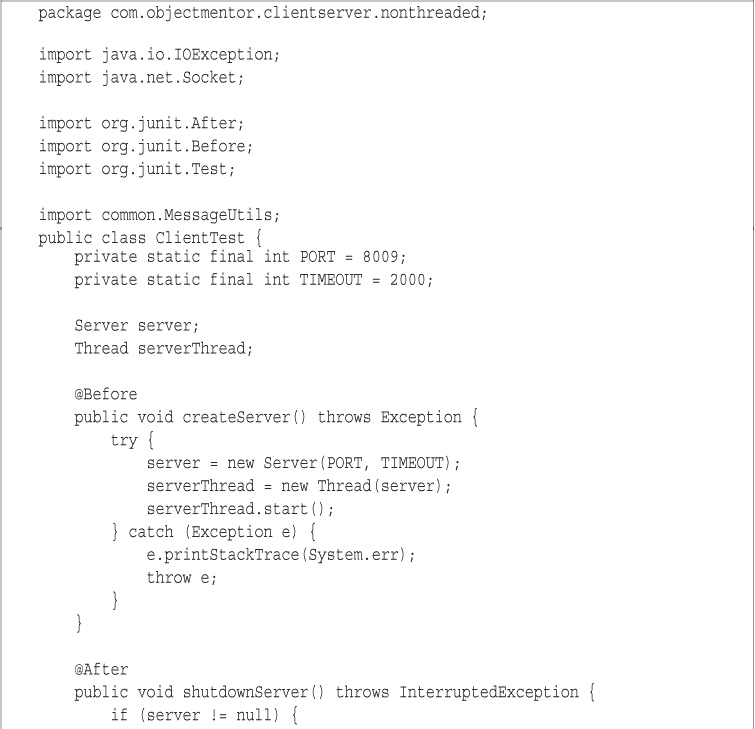 package com.objectmentor.clientserver.nonthreaded;
import java.io.IOException;
import java.net.Socket;
import org.junit.After;
import org.junit.Before;
import org.junit.Test;
import common.MessageUtils;
public class ClientTest {
private static final int PORT = 8009;
private static final int TIMEOUT = 2000;
Server server;
Thread serverThread;
@Before
public void createServer() throws Exception {
try {
server = new Server(PORT, TIMEOUT);
serverThread = new Thread(server);
serverThread.start();
} catch (Exception e) {
e.printStackTrace(System.err);
throw e;
}
}
@After
public void shutdownServer() throws InterruptedException {
if (server != null) {